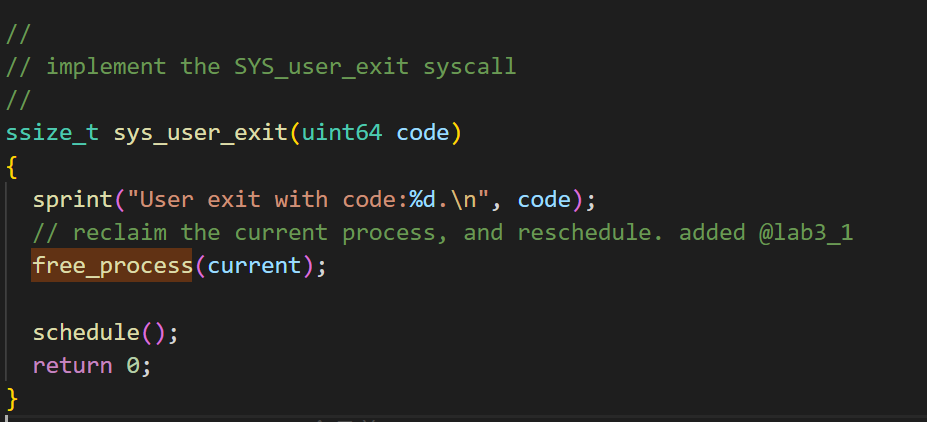 //
// implement the SYS_user_exit syscall
//
ssize_t sys_user_exit(uint64 code)
{
  sprint("User exit with code:%d.\n", code);
  // reclaim the current process, and reschedule. added @lab3_1
  free_process(current);
  schedule();
  return 0;
}